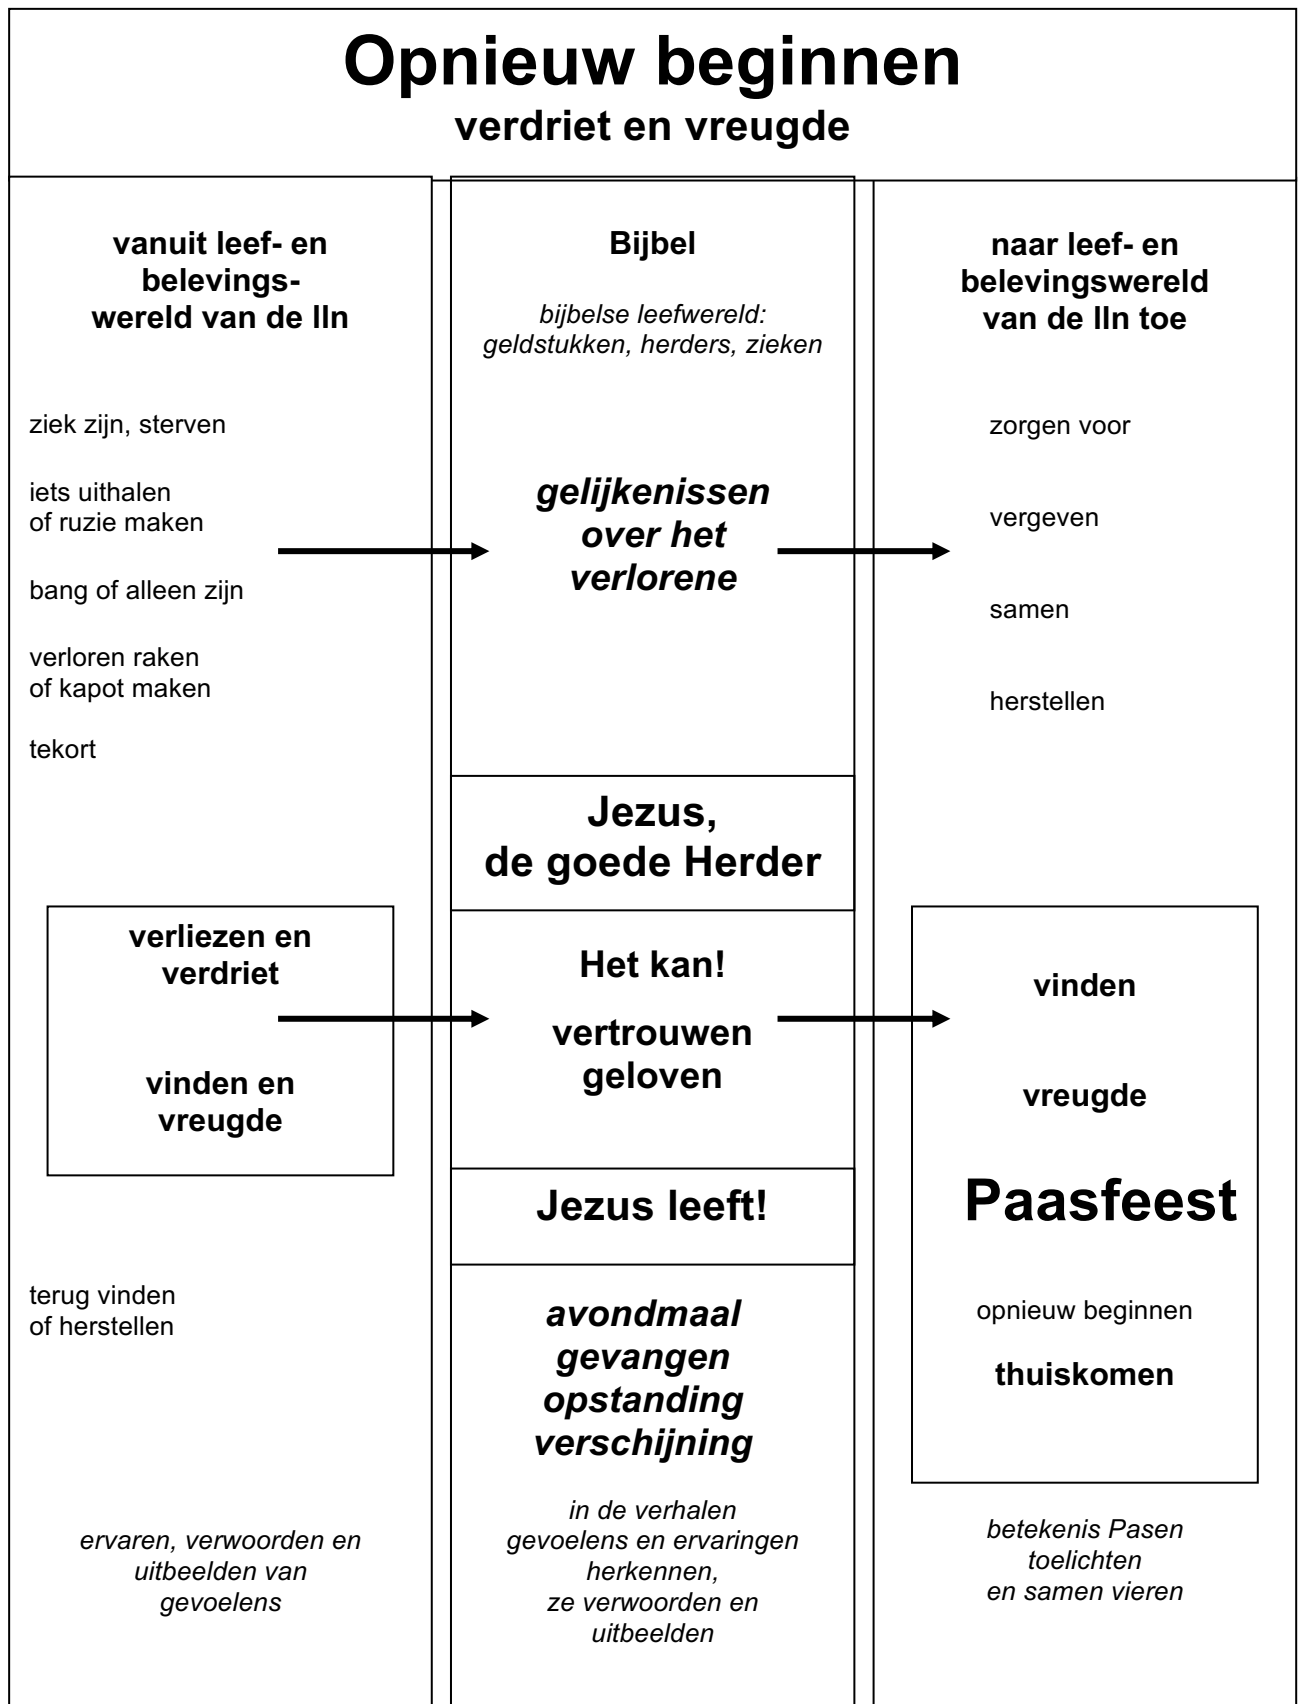 Opnieuw beginnen
verdriet en vreugde
vanuit leef- en
belevings-
wereld van de lln
ziek zijn, sterven
iets uithalen
of ruzie maken
bang of alleen zijn
verloren raken
of kapot maken
tekort
verliezen en
verdriet
vinden en
vreugde
terug vinden
of herstellen
ervaren, verwoorden en
uitbeelden van
gevoelens
Bijbel
bijbelse leefwereld:
geldstukken, herders, zieken
gelijkenissen
over het
verlorene
Jezus,
de goede Herder
Het kan!
vertrouwen
geloven
Jezus leeft!
avondmaal
gevangen
opstanding
verschijning
in de verhalen
gevoelens en ervaringen
herkennen,
ze verwoorden en
uitbeelden
naar leef- en
belevingswereld
van de lln toe
zorgen voor
vergeven
samen
herstellen
vinden
vreugde
Paasfeest
opnieuw beginnen
thuiskomen
betekenis Pasen
toelichten
en samen vieren